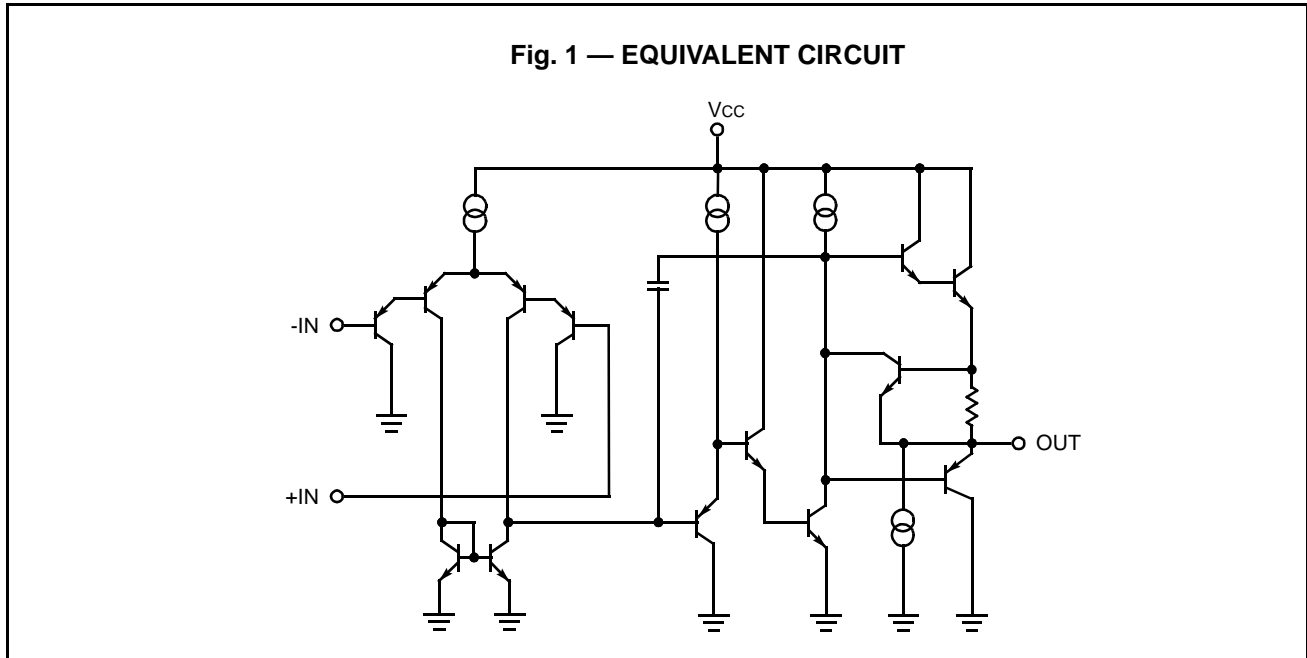 Fig. 1 — EQUIVALENT CIRCUIT
VCC
-IN
OUT
+IN